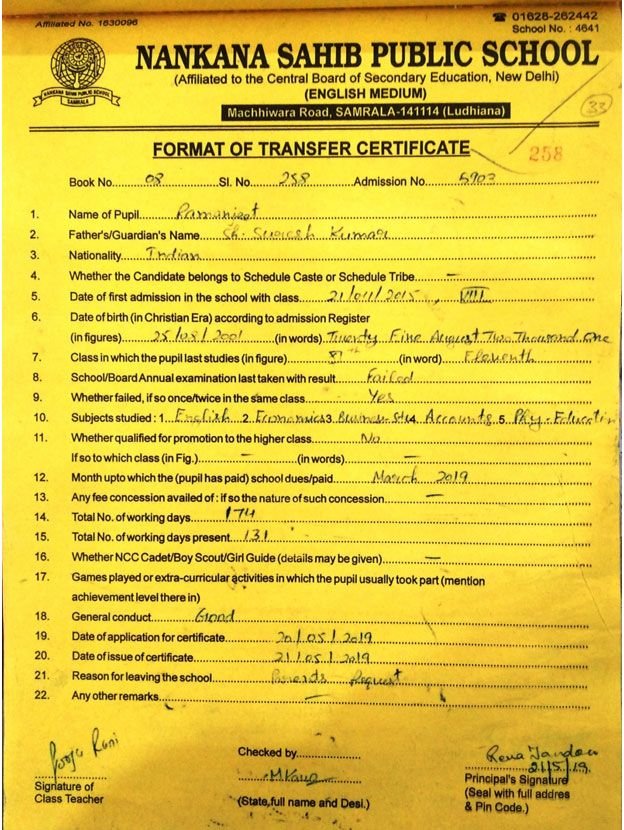 Affiliated No. 1630096
☎ 01628-262442
School No. : 4641
NANKANA SAHIB PUBLIC SCHOOL
NANKANA SAHIB PUBLIC SCHOOL
SAMRALA
(Affiliated to the Central Board of Secondary Education, New Delhi)
(ENGLISH MEDIUM)
Machhiwara Road, SAMRALA-141114 (Ludhiana)
33
FORMAT OF TRANSFER CERTIFICATE
258
Book No. 08 Sl. No. 258 Admission No. 5903
1. Name of Pupil Ramanjeet
2. Father's/Guardian's Name Sh. Suresh Kumar
3. Nationality Indian
4. Whether the Candidate belongs to Schedule Caste or Schedule Tribe —
5. Date of first admission in the school with class 21/04/2015, VIII
6. Date of birth (in Christian Era) according to admission Register
(in figures) 25/08/2001 (in words) Twenty Five August Two Thousand One
7. Class in which the pupil last studies (in figure) XIth (in word) Eleventh
8. School/Board Annual examination last taken with result Failed
9. Whether failed, if so once/twice in the same class Yes
10. Subjects studied : 1. English 2. Economics 3. Business Stu 4. Accounts 5. Phy. Education
11. Whether qualified for promotion to the higher class No
If so to which class (in Fig.) — (in words) —
12. Month upto which the (pupil has paid) school dues/paid March 2019
13. Any fee concession availed of : if so the nature of such concession —
14. Total No. of working days 174
15. Total No. of working days present 131
16. Whether NCC Cadet/Boy Scout/Girl Guide (details may be given) —
17. Games played or extra-curricular activities in which the pupil usually took part (mention
achievement level there in)
18. General conduct Good
19. Date of application for certificate 20/05/2019
20. Date of issue of certificate 21/05/2019
21. Reason for leaving the school Parents Request
22. Any other remarks —
Pooja Rani
Signature of
Class Teacher
Checked by
MKaur
(State,full name and Desi.)
Rena Tandon
21/5/19
Principal's Signature
(Seal with full addres
& Pin Code.)